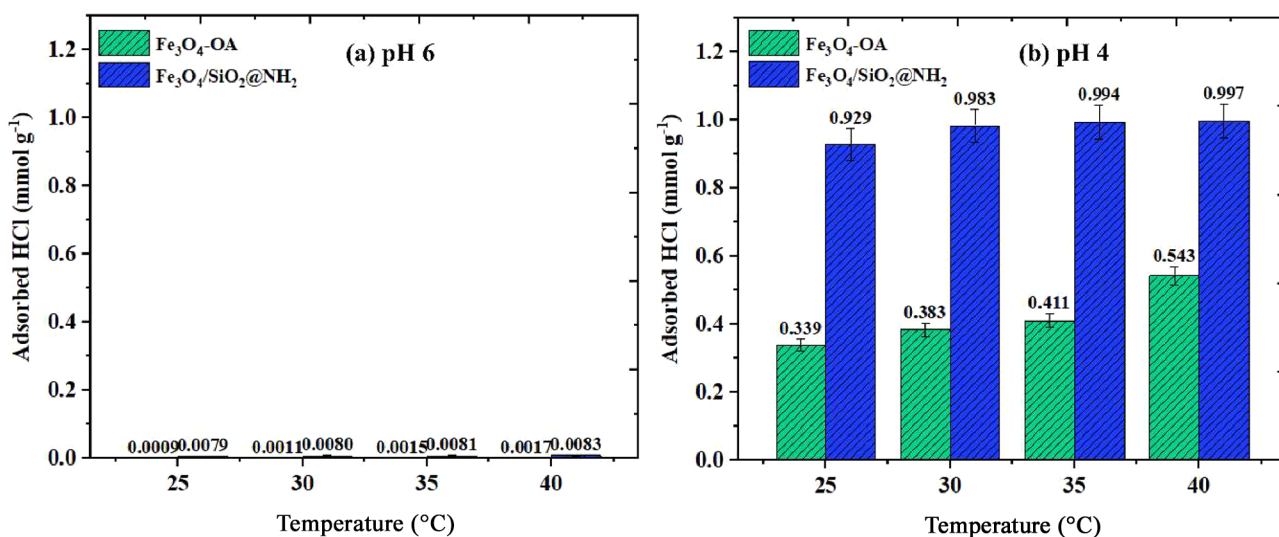 Fe₃O₄-OA
Fe₃O₄/SiO₂@NH₂
(a) pH 6
Adsorbed HCl (mmol g⁻¹)
1.2
1.0
0.8
0.6
0.4
0.2
0.0
0.0009 0.0079 0.0011 0.0080 0.0015 0.0081 0.0017 0.0083
25 30 35 40
Temperature (°C)
Fe₃O₄-OA
Fe₃O₄/SiO₂@NH₂
(b) pH 4
Adsorbed HCl (mmol g⁻¹)
1.2
1.0
0.8
0.6
0.4
0.2
0.0
0.929 0.983 0.994 0.997
0.339 0.383 0.411 0.543
25 30 35 40
Temperature (°C)